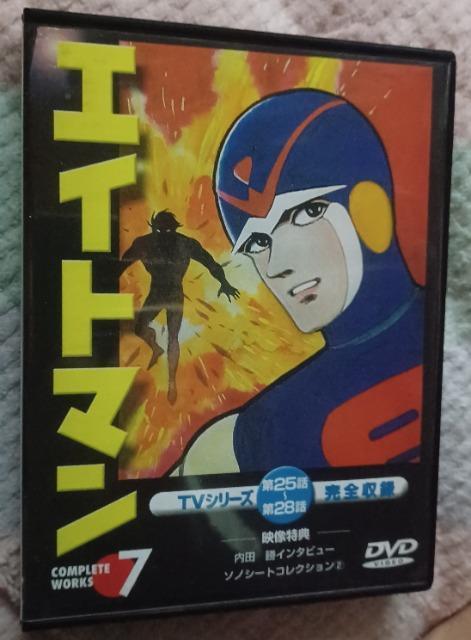 エイトマン
TVシリーズ
第25話
～
第28話
完全収録
映像特典
内田 勝インタビュー
ソノシートコレクション②
COMPLETE
WORKS
7
DVD
VIDEO